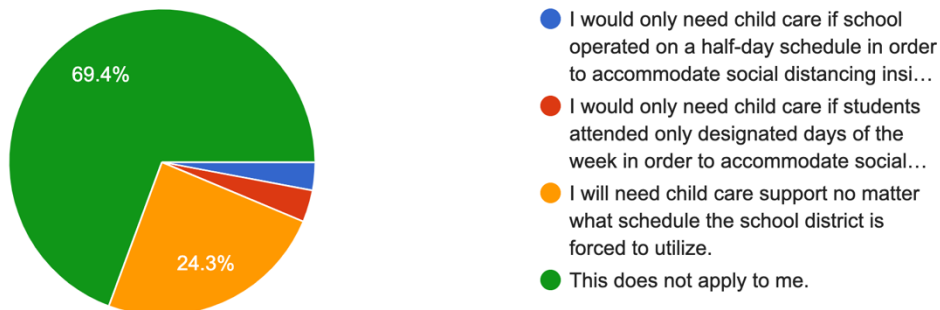 69.4%
24.3%
I would only need child care if school
operated on a half-day schedule in order
to accommodate social distancing insi…
I would only need child care if students
attended only designated days of the
week in order to accommodate social…
I will need child care support no matter
what schedule the school district is
forced to utilize.
This does not apply to me.